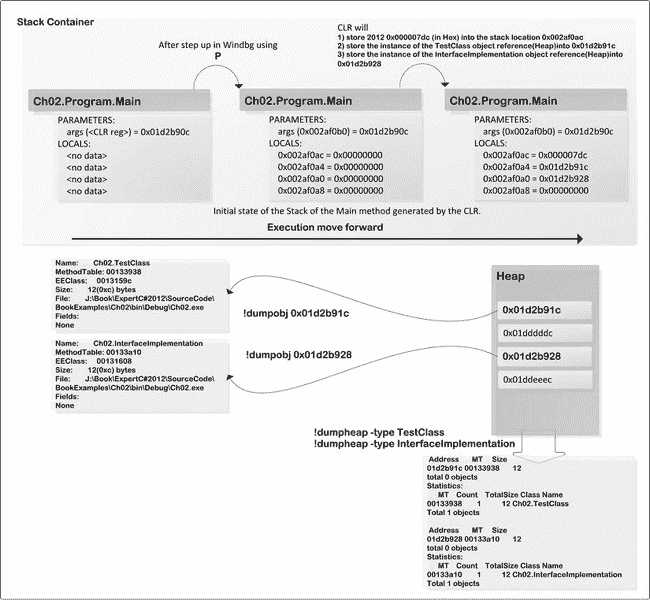 Stack Container
CLR will
1) store 2012 0x000007dc (in Hex) into the stack location 0x002af0ac
2) store the instance of the TestClass object reference(Heap)into 0x01d2b91c
3) store the instance of the InterfaceImplementation object reference(Heap)into
0x01d2b928
After step up in Windbg using
P
Ch02.Program.Main
PARAMETERS:
args (<CLR reg>) = 0x01d2b90c
LOCALS:
<no data>
<no data>
<no data>
<no data>
Ch02.Program.Main
PARAMETERS:
args (0x002af0b0) = 0x01d2b90c
LOCALS:
0x002af0ac = 0x00000000
0x002af0a4 = 0x00000000
0x002af0a0 = 0x00000000
0x002af0a8 = 0x00000000
Ch02.Program.Main
PARAMETERS:
args (0x002af0b0) = 0x01d2b90c
LOCALS:
0x002af0ac = 0x000007dc
0x002af0a4 = 0x01d2b91c
0x002af0a0 = 0x01d2b928
0x002af0a8 = 0x00000000
Initial state of the Stack of the Main method generated by the CLR.
Execution move forward
Name: Ch02.TestClass
MethodTable: 00133938
EEClass: 0013159c
Size: 12(0xc) bytes
File: J:\Book\ExpertC#2012\SourceCode\
BookExamples\Ch02\bin\Debug\Ch02.exe
Fields:
None
Name: Ch02.InterfaceImplementation
MethodTable: 00133a10
EEClass: 00131608
Size: 12(0xc) bytes
File: J:\Book\ExpertC#2012\SourceCode\
BookExamples\Ch02\bin\Debug\Ch02.exe
Fields:
None
!dumpobj 0x01d2b91c
!dumpobj 0x01d2b928
Heap
0x01d2b91c
0x01dddddc
0x01d2b928
0x01ddeeec
!dumpheap -type TestClass
!dumpheap -type InterfaceImplementation
Address MT Size
01d2b91c 00133938 12
total 0 objects
Statistics:
MT Count TotalSize Class Name
00133938 1 12 Ch02.TestClass
Total 1 objects
Address MT Size
01d2b928 00133a10 12
total 0 objects
Statistics:
MT Count TotalSize Class Name
00133a10 1 12 Ch02.InterfaceImplementation
Total 1 objects